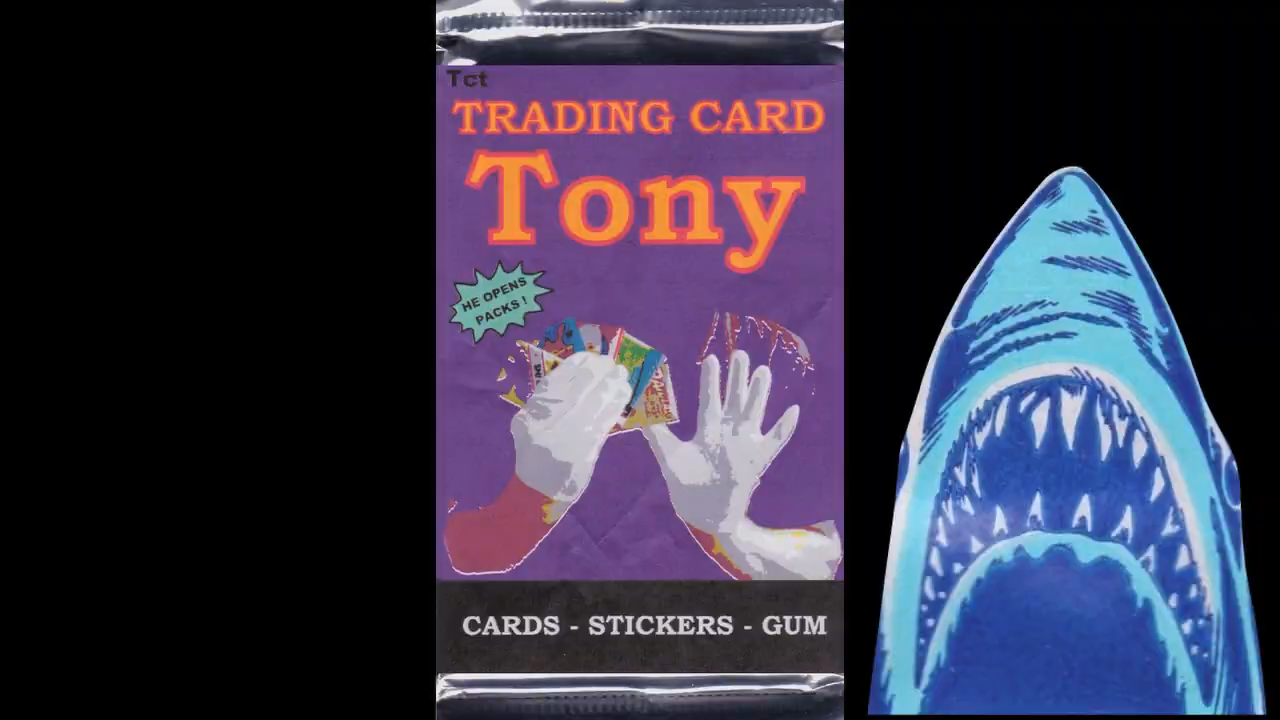 Tct
TRADING CARD
Tony
HE OPENS
PACKS!
CARDS - STICKERS - GUM